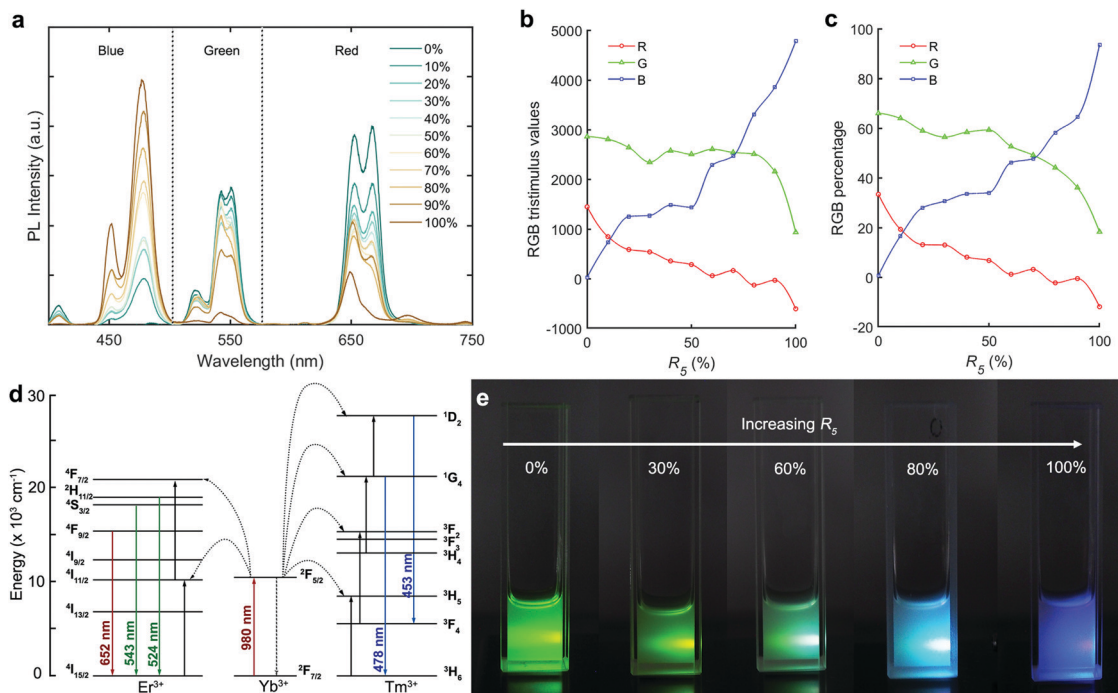 a
Blue
Green
Red
0%
10%
20%
30%
40%
50%
60%
70%
80%
90%
100%
PL Intensity (a.u.)
450
550
650
750
Wavelength (nm)
b
R
G
B
RGB tristimulus values
5000
4000
3000
2000
1000
0
-1000
0
50
100
R₅ (%)
c
R
G
B
RGB percentage
100
80
60
40
20
0
-20
0
50
100
R₅ (%)
d
Energy (x 10³ cm⁻¹)
30
20
10
0
⁴F₇/₂
²H₁₁/₂
⁴S₃/₂
⁴F₉/₂
⁴I₉/₂
⁴I₁₁/₂
⁴I₁₃/₂
⁴I₁₅/₂
652 nm
543 nm
524 nm
Er³⁺
980 nm
²F₅/₂
²F₇/₂
Yb³⁺
¹D₂
¹G₄
³F₂
³F₃
³H₄
³H₅
³F₄
³H₆
453 nm
478 nm
Tm³⁺
e
Increasing R₅
0%
30%
60%
80%
100%